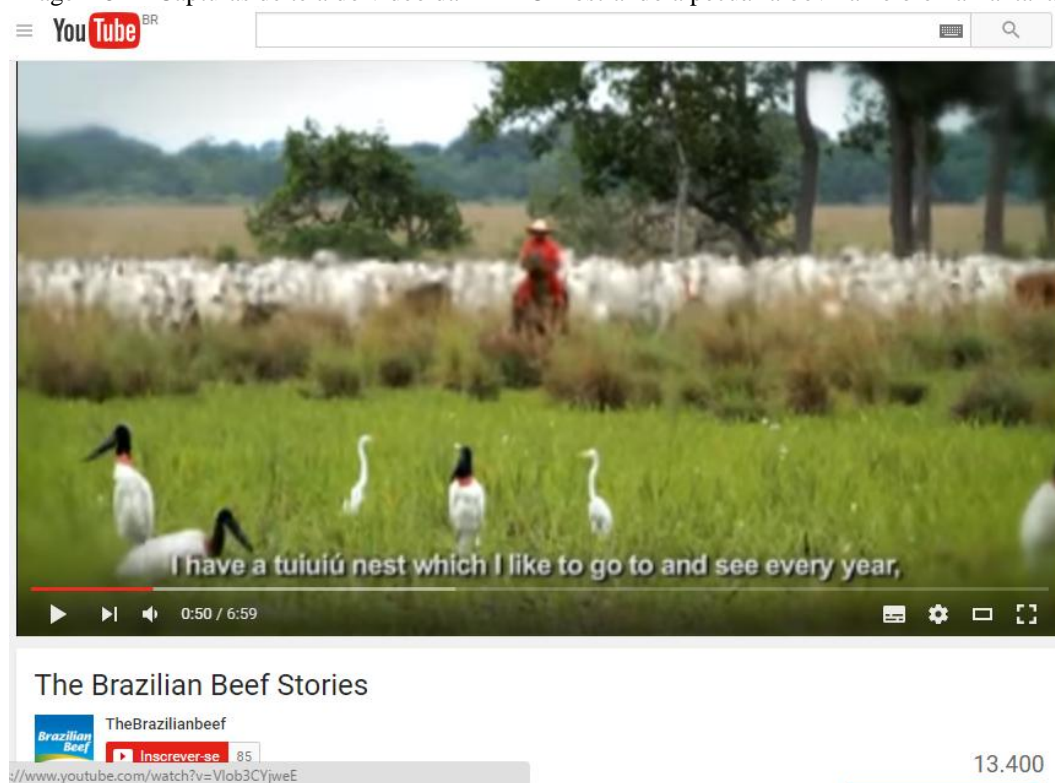 YouTube BR
I have a tuiuiú nest which I like to go to and see every year,
0:50 / 6:59
The Brazilian Beef Stories
Brazilian
Beef
TheBrazilianbeef
Inscrever-se 85
13.400
://www.youtube.com/watch?v=Vlob3CYjweE